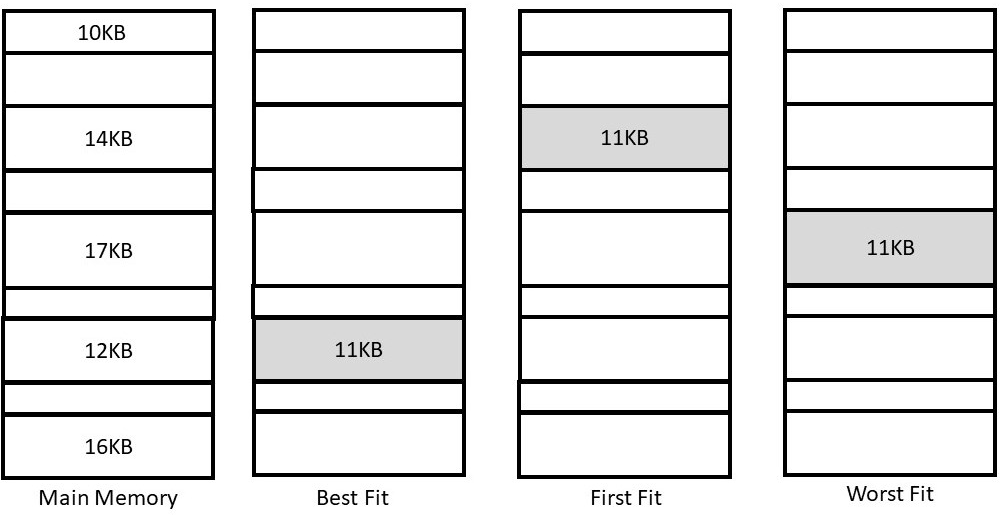 10KB
14KB
17KB
12KB
16KB
Main Memory
11KB
Best Fit
11KB
First Fit
11KB
Worst Fit